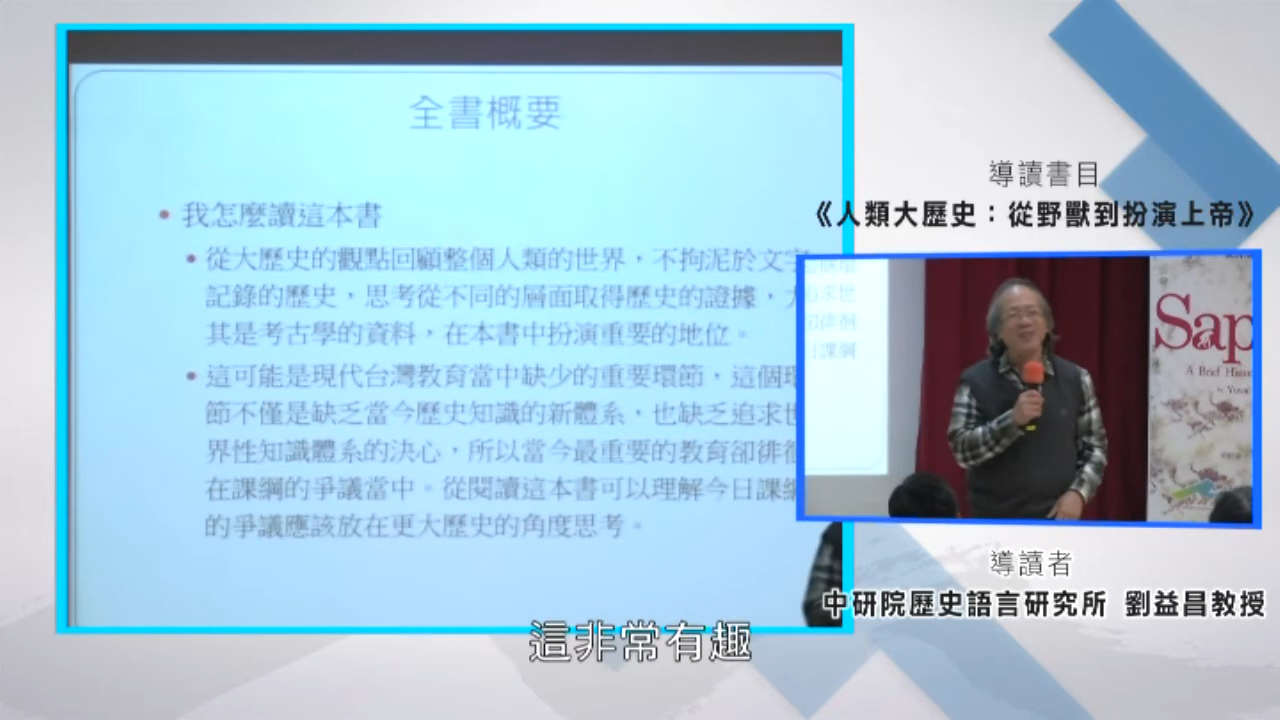 全書概要
我怎麼讀這本書
從大歷史的觀點回顧整個人類的世界，不拘泥於文字
記錄的歷史，思考從不同的層面取得歷史的證據，
其是考古學的資料，在本書中扮演重要的地位。
這可能是現代台灣教育當中缺少的重要環節，這個環
節不僅是缺乏當今歷史知識的新體系，也缺乏追求世
界性知識體系的決心，所以當今最重要的教育卻徘徊
在課綱的爭議當中。從閱讀這本書可以理解今日課綱
的爭議應該放在更大歷史的角度思考。
導讀書目
《人類大歷史：從野獸到扮演上帝》
追求世
徘徊
日課綱
Sap
A Brief Histo
Yuval
導讀者
中研院歷史語言研究所 劉益昌教授
這非常有趣